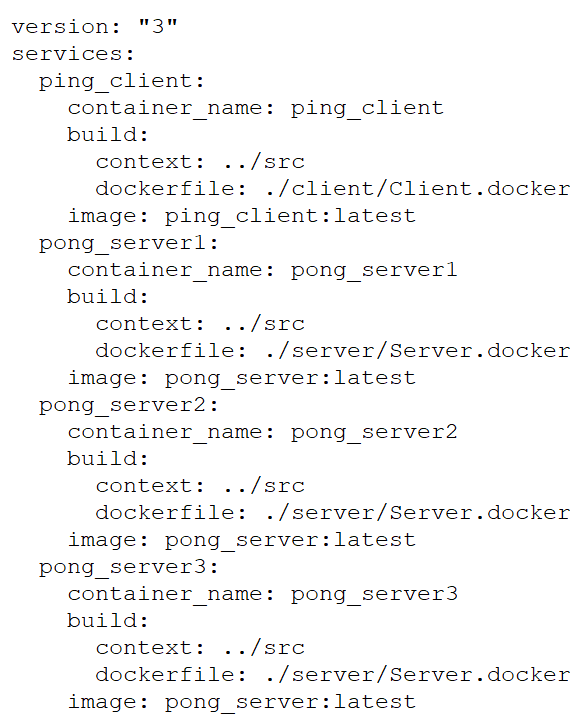 version: "3"
services:
  ping_client:
    container_name: ping_client
    build:
      context: ../src
      dockerfile: ./client/Client.docker
    image: ping_client:latest
  pong_server1:
    container_name: pong_server1
    build:
      context: ../src
      dockerfile: ./server/Server.docker
    image: pong_server:latest
  pong_server2:
    container_name: pong_server2
    build:
      context: ../src
      dockerfile: ./server/Server.docker
    image: pong_server:latest
  pong_server3:
    container_name: pong_server3
    build:
      context: ../src
      dockerfile: ./server/Server.docker
    image: pong_server:latest